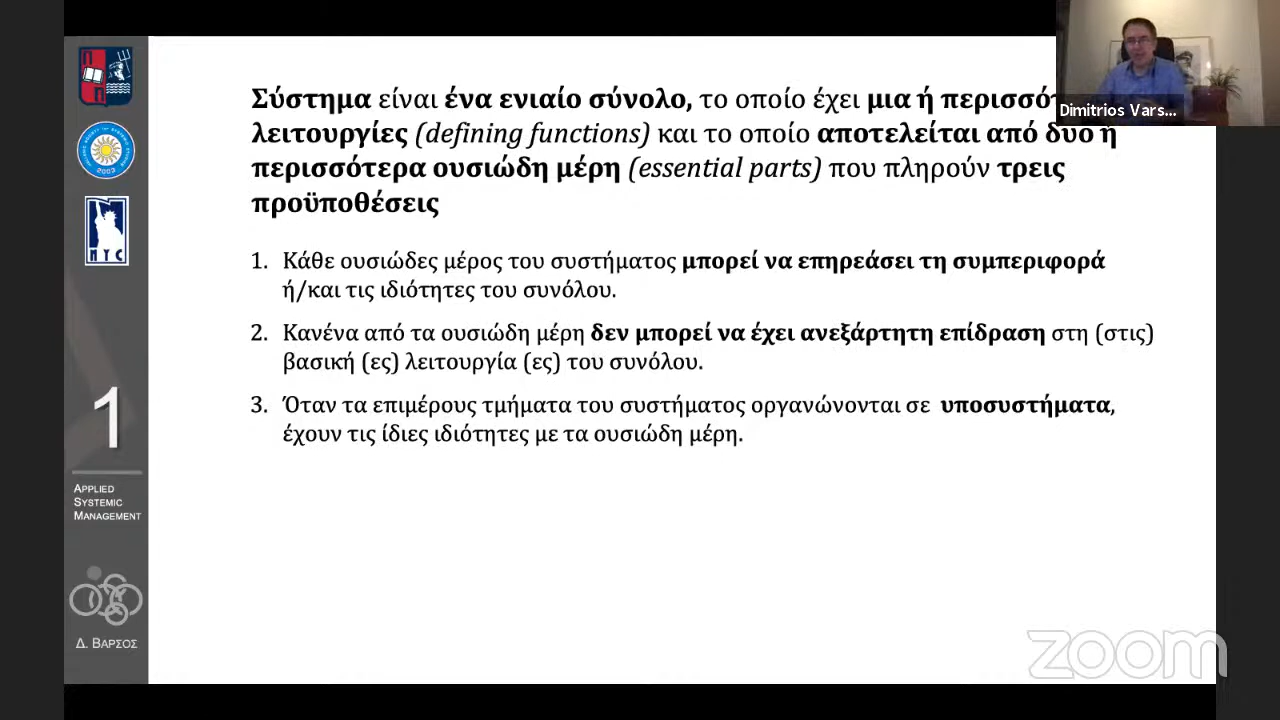 Σύστημα είναι ένα ενιαίο σύνολο, το οποίο έχει μια ή
λειτουργίες (defining functions) και το οποίο αποτελείται από δυο ή
περισσότερα ουσιώδη μέρη (essential parts) που πληρούν τρεις
προϋποθέσεις
1. Κάθε ουσιώδες μέρος του συστήματος μπορεί να επηρεάσει τη συμπεριφορά
ή/και τις ιδιότητες του συνόλου.
2. Κανένα από τα ουσιώδη μέρη δεν μπορεί να έχει ανεξάρτητη επίδραση στη (στις)
βασική (ες) λειτουργία (ες) του συνόλου.
3. Όταν τα επιμέρους τμήματα του συστήματος οργανώνονται σε υποσυστήματα,
έχουν τις ίδιες ιδιότητες με τα ουσιώδη μέρη.
Dimitrios Vars...
NYC
1
APPLIED
SYSTEMIC
MANAGEMENT
Δ. ΒΑΡΣΟΣ
zoom